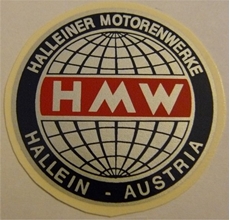 HALLEINER MOTORENWERKE
HMW
HALLEIN - AUSTRIA